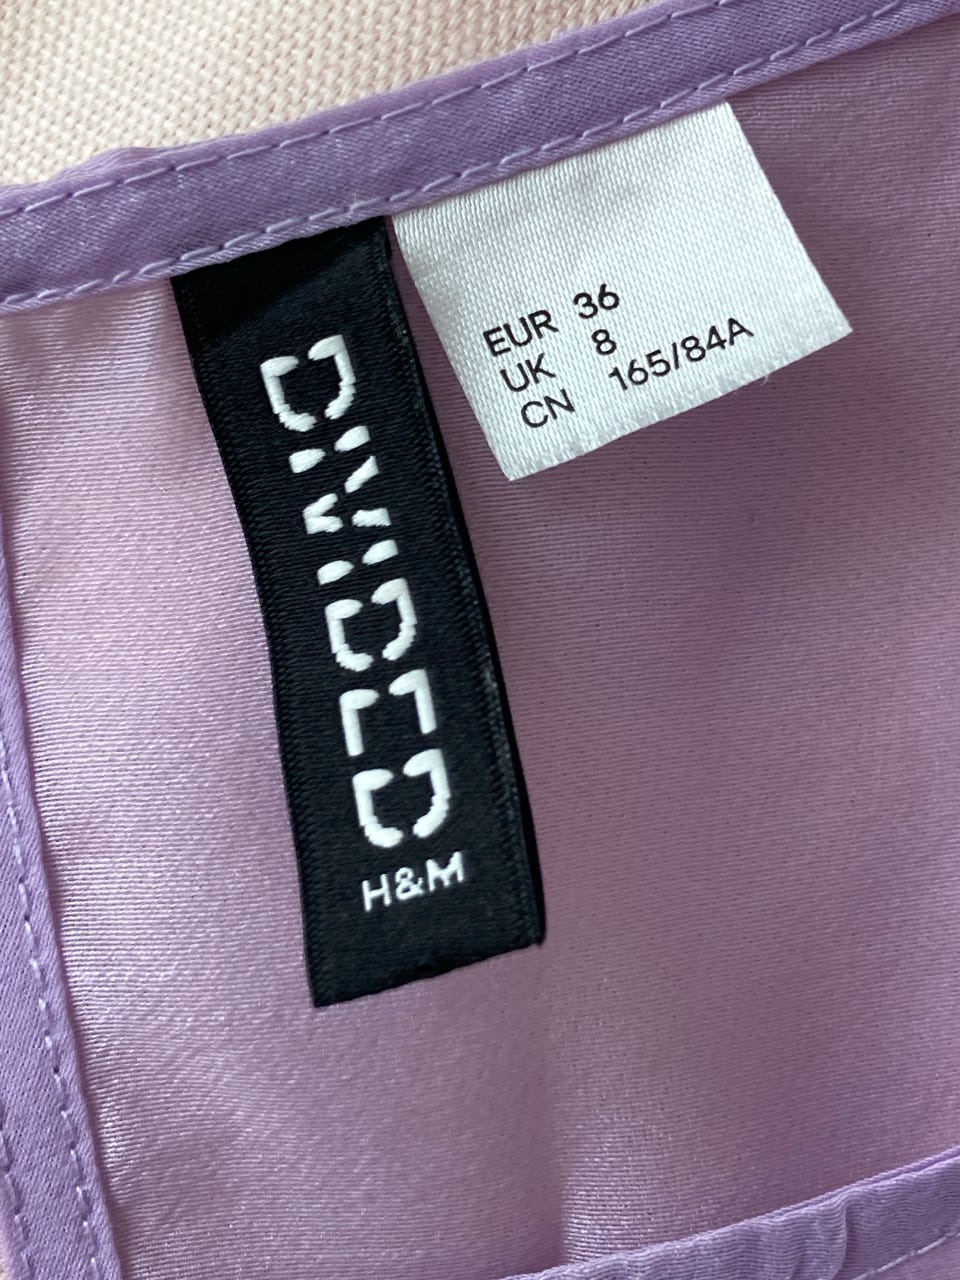 DIVIDED
H&M
EUR 36
UK 8
CN 165/84A